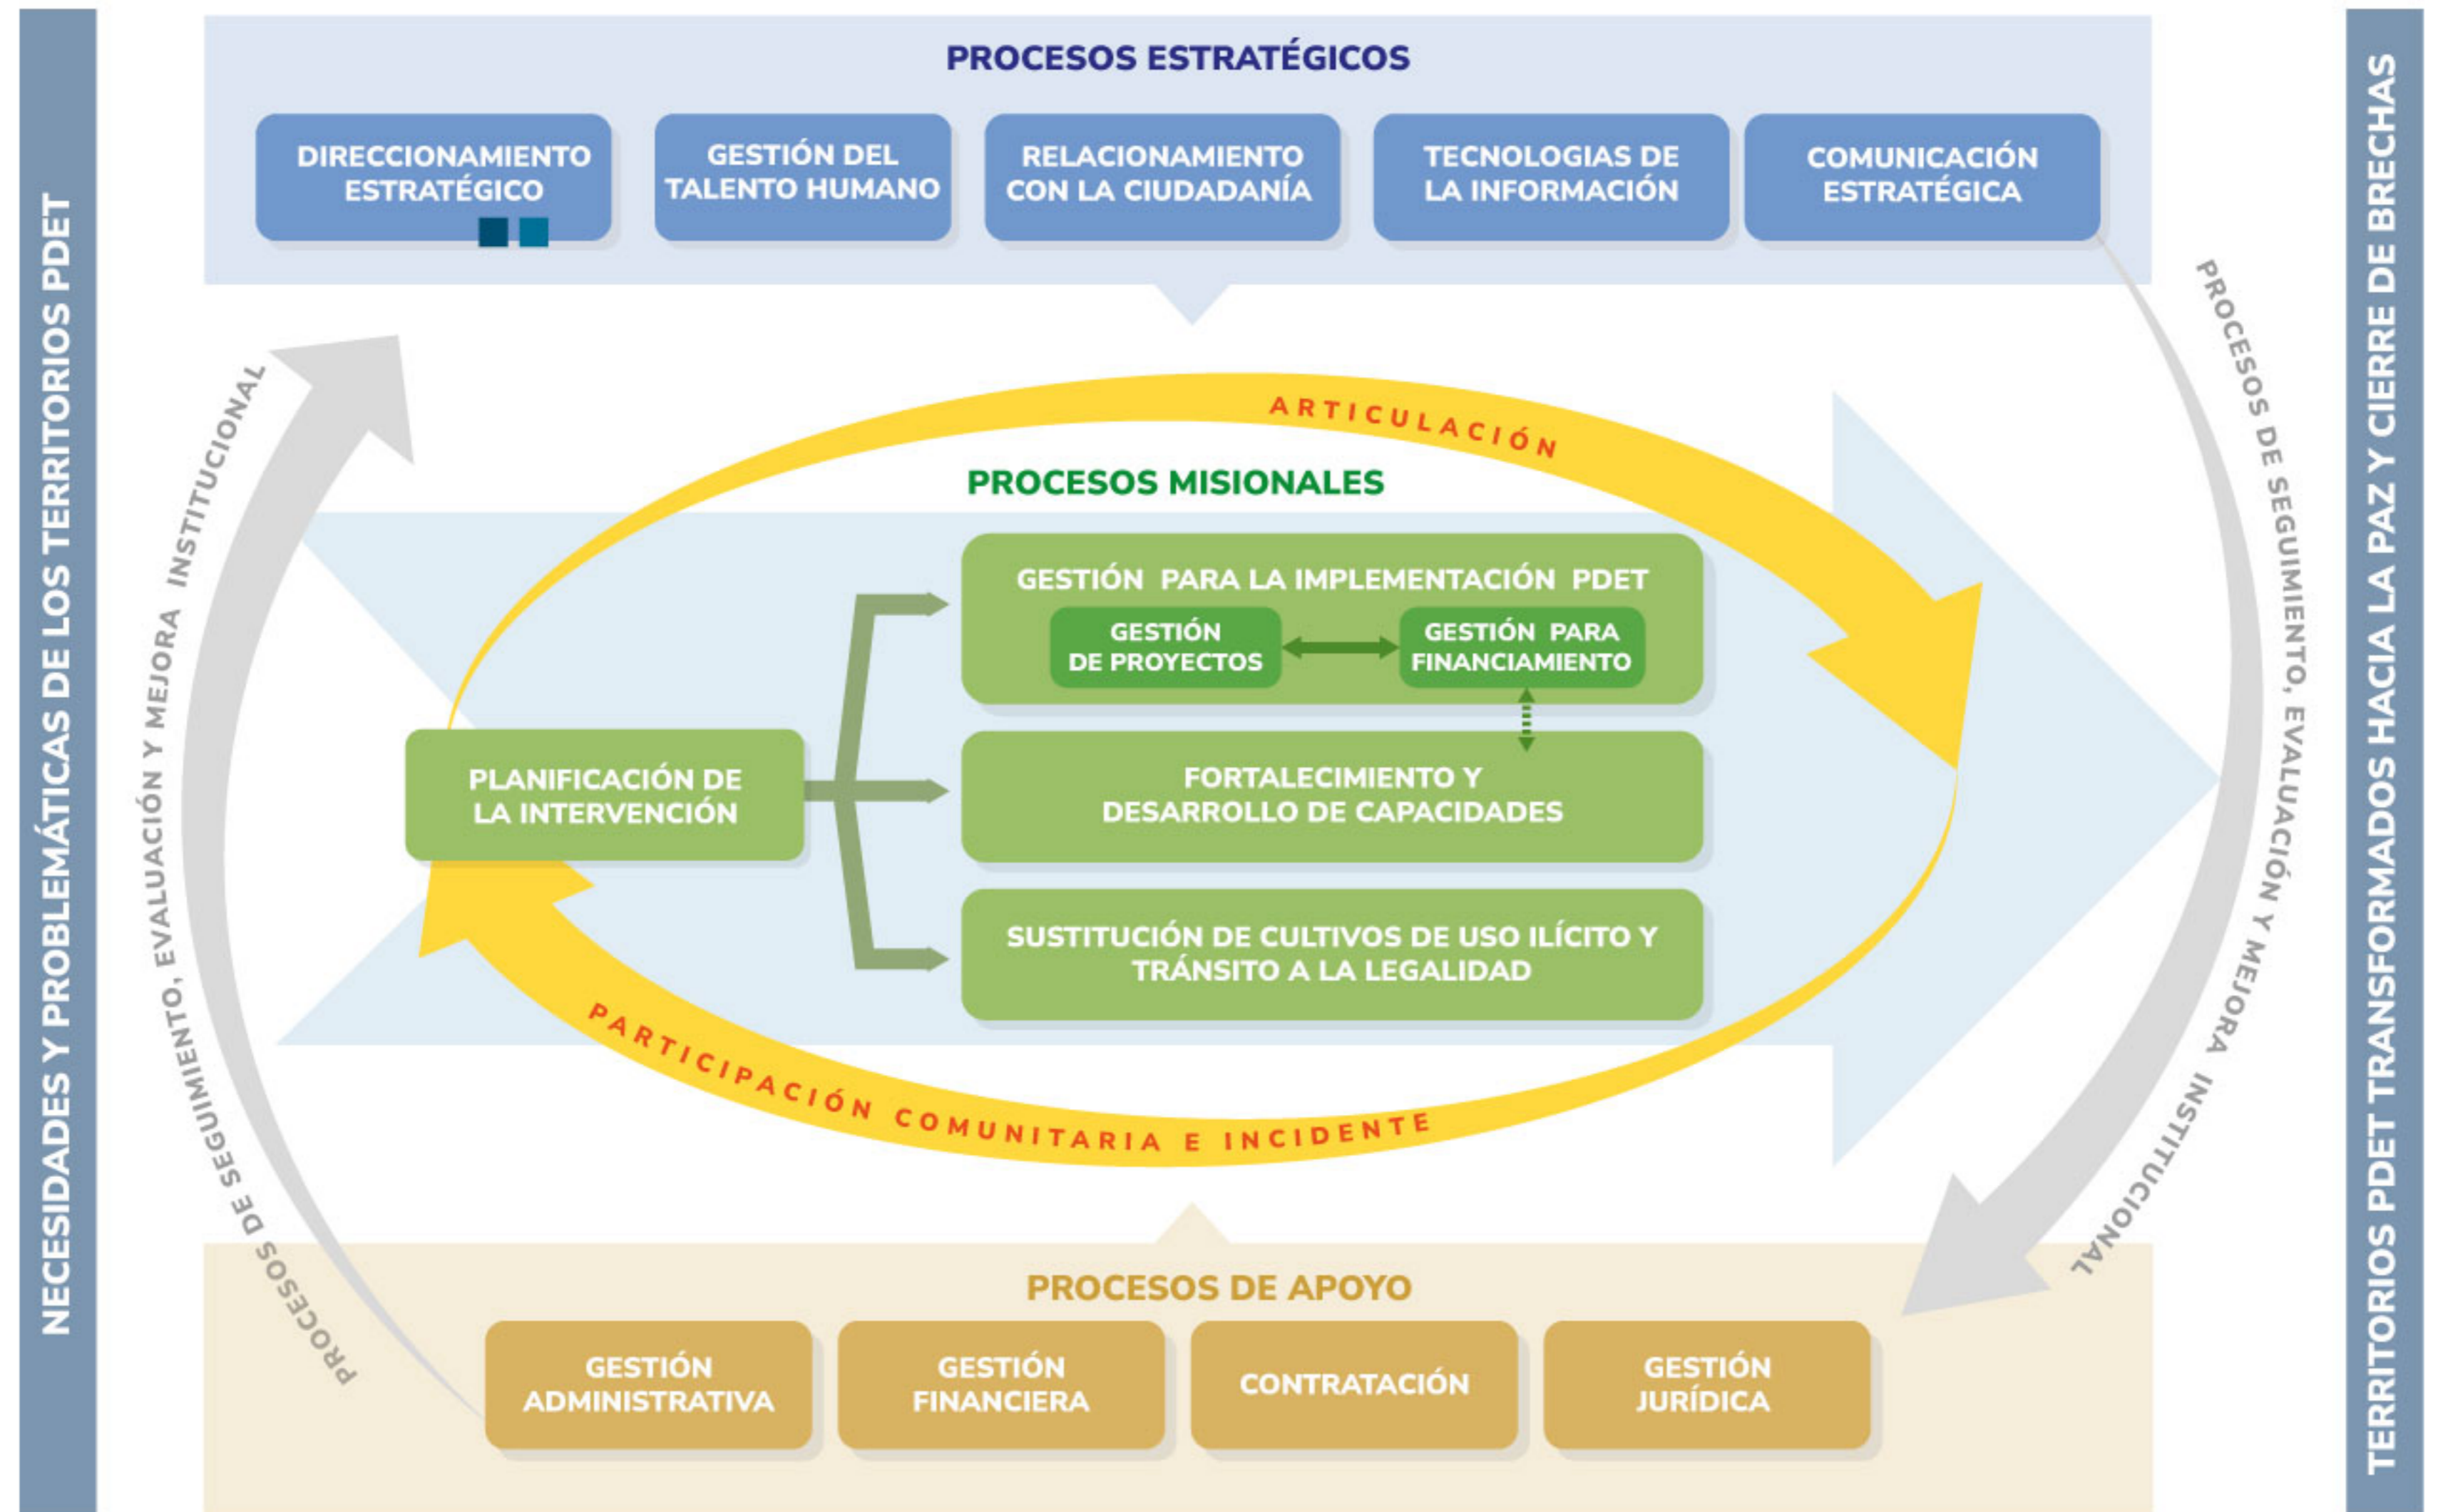 NECESIDADES Y PROBLEMÁTICAS DE LOS TERRITORIOS PDET
PROCESOS ESTRATÉGICOS
DIRECCIONAMIENTO
ESTRATÉGICO
GESTIÓN DEL
TALENTO HUMANO
RELACIONAMIENTO
CON LA CIUDADANÍA
TECNOLOGIAS DE
LA INFORMACIÓN
COMUNICACIÓN
ESTRATÉGICA
PROCESOS DE SEGUIMIENTO, EVALUACIÓN Y MEJORA INSTITUCIONAL
ARTICULACIÓN
PROCESOS MISIONALES
GESTIÓN PARA LA IMPLEMENTACIÓN PDET
GESTIÓN
DE PROYECTOS
GESTIÓN PARA
FINANCIAMIENTO
PLANIFICACIÓN DE
LA INTERVENCIÓN
FORTALECIMIENTO Y
DESARROLLO DE CAPACIDADES
SUSTITUCIÓN DE CULTIVOS DE USO ILÍCITO Y
TRÁNSITO A LA LEGALIDAD
PARTICIPACIÓN COMUNITARIA E INCIDENTE
PROCESOS DE SEGUIMIENTO, EVALUACIÓN Y MEJORA INSTITUCIONAL
PROCESOS DE APOYO
GESTIÓN
ADMINISTRATIVA
GESTIÓN
FINANCIERA
CONTRATACIÓN
GESTIÓN
JURÍDICA
TERRITORIOS PDET TRANSFORMADOS HACIA LA PAZ Y CIERRE DE BRECHAS